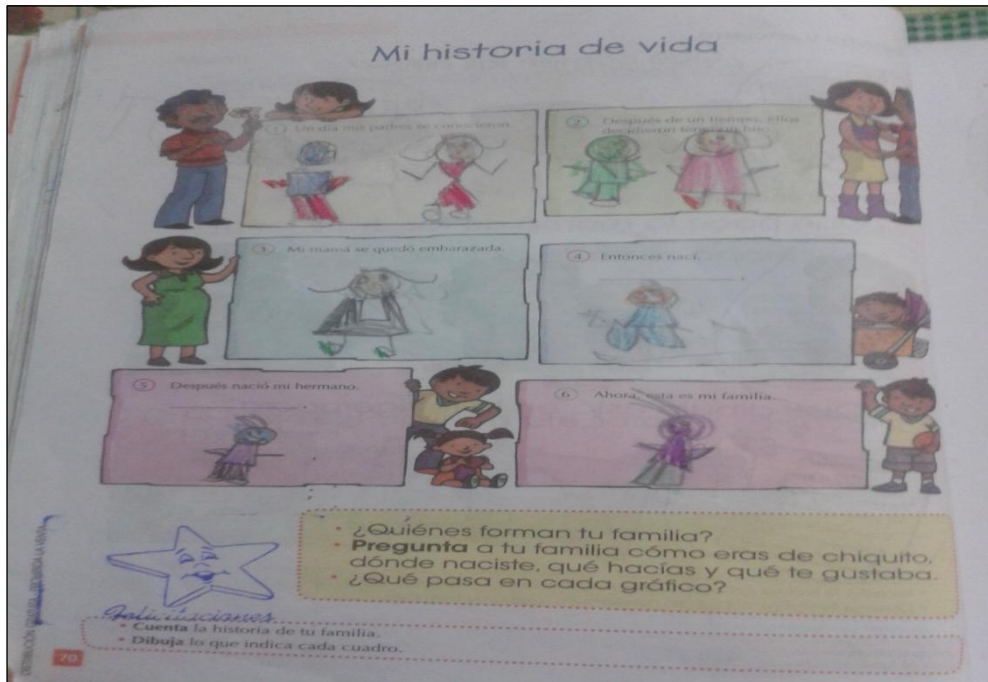 Mi historia de vida
1 Un día mis padres se conocieron.
2 Después de un tiempo, ellos
decidieron tener un hijo.
3 Mi mamá se quedó embarazada.
4 Entonces nací.
5 Después nació mi hermano.
6 Ahora, esta es mi familia.
• ¿Quiénes forman tu familia?
• Pregunta a tu familia cómo eras de chiquito,
dónde naciste, qué hacías y qué te gustaba.
• ¿Qué pasa en cada gráfico?
Felicitaciones
• Cuenta la historia de tu familia.
• Dibuja lo que indica cada cuadro.
70